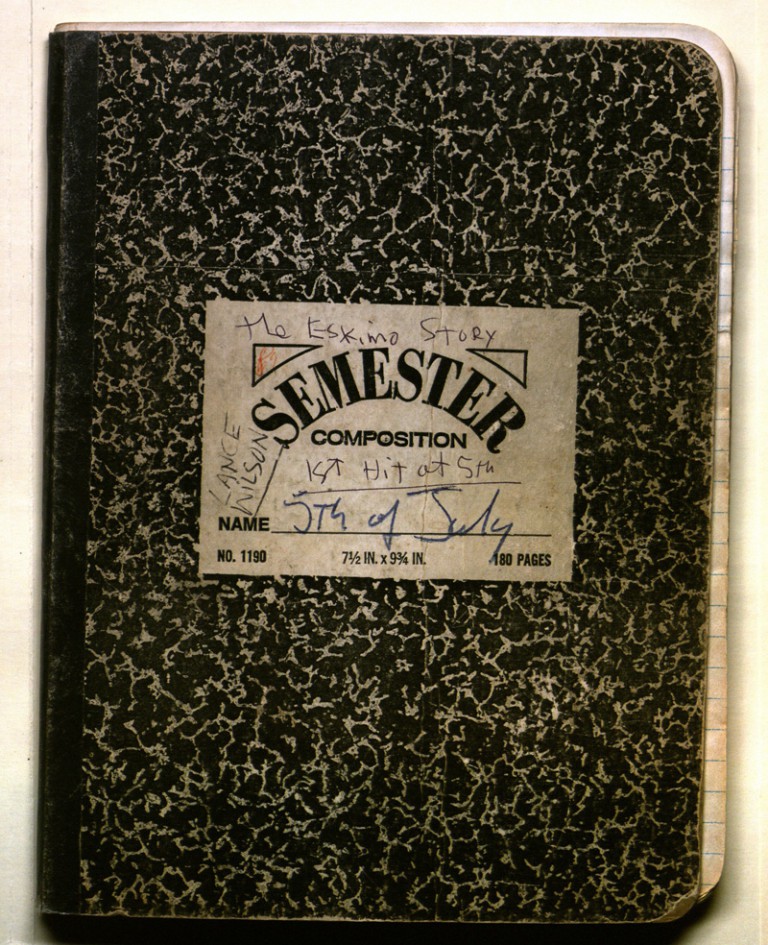 the Eskimo Story
SEMESTER
COMPOSITION
LANCE
WILSON
1st Hit at 5th
NAME 5th of July
NO. 1190 7½ IN. x 9¾ IN. 180 PAGES